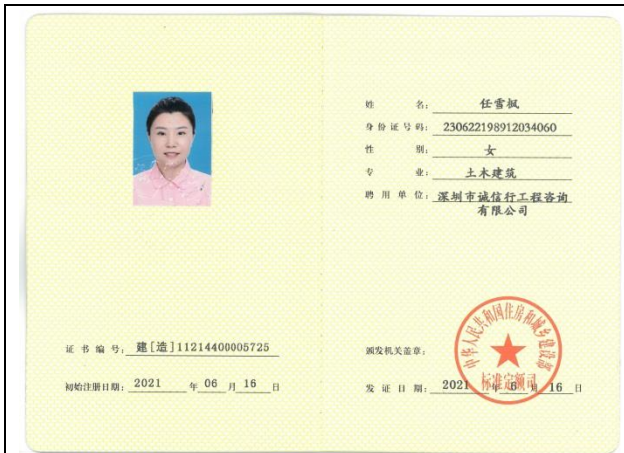 姓 名: 任雪枫
身份证号码: 230622198912034060
性 别: 女
专 业: 土木建筑
聘用单位: 深圳市诚信行工程咨询
有限公司
证书编号: 建[造]11214400005725
初始注册日期: 2021 年 06 月 16 日
颁发机关盖章:
中华人民共和国住房和城乡建设部
标准定额司
发证日期: 2021 年 6 月 16 日